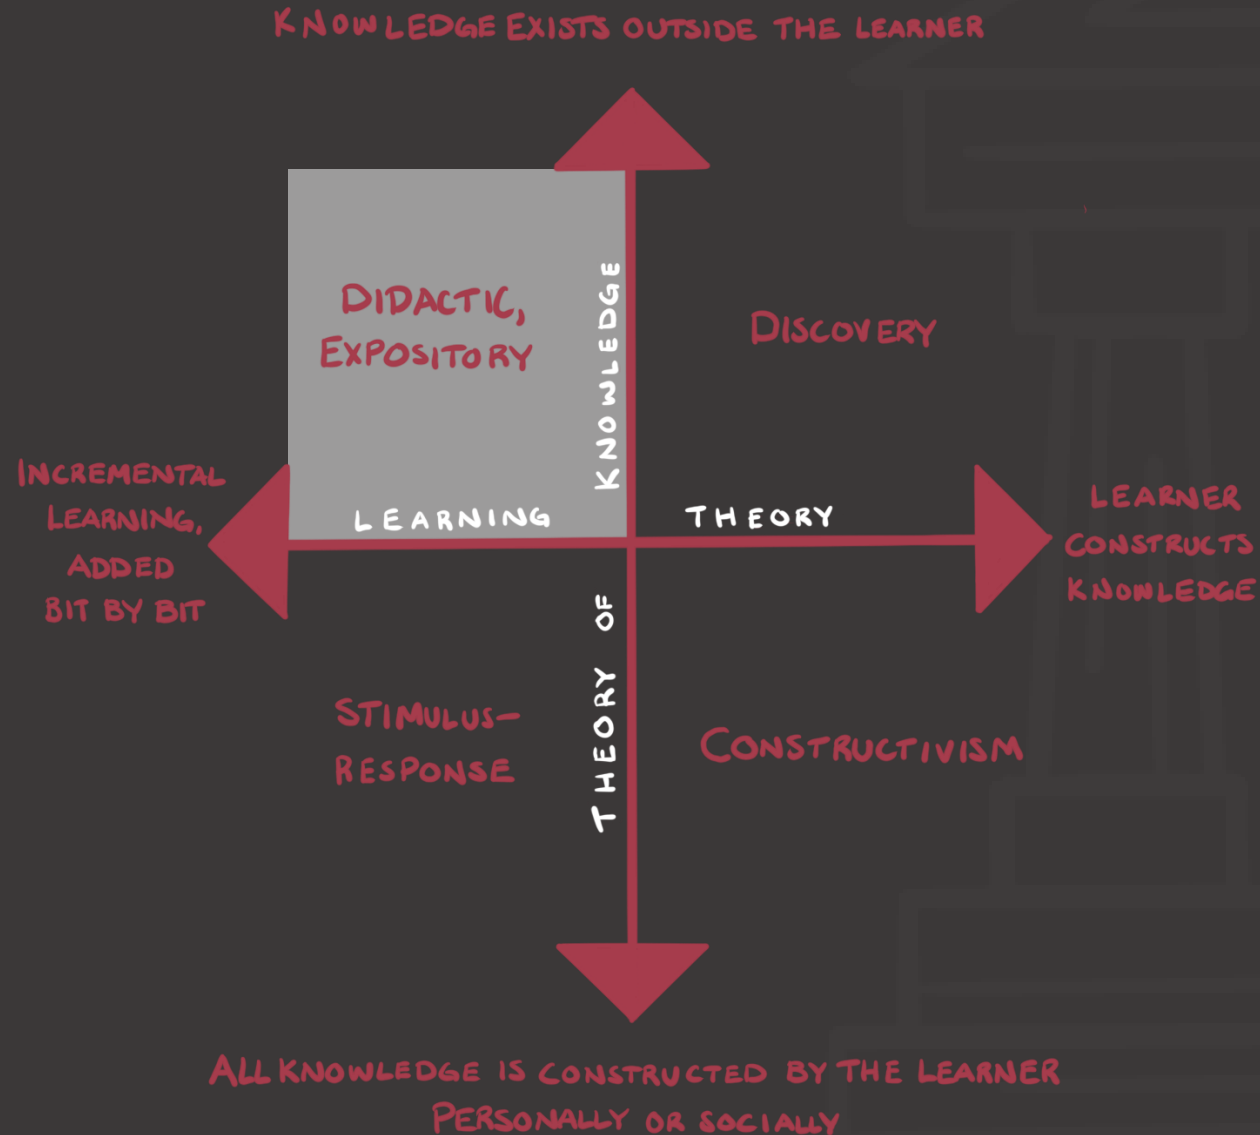 KNOWLEDGE EXISTS OUTSIDE THE LEARNER
DIDACTIC,
EXPOSITORY
DISCOVERY
INCREMENTAL
LEARNING,
ADDED
BIT BY BIT
LEARNING THEORY
THEORY OF KNOWLEDGE
LEARNER
CONSTRUCTS
KNOWLEDGE
STIMULUS-
RESPONSE
CONSTRUCTIVISM
ALL KNOWLEDGE IS CONSTRUCTED BY THE LEARNER
PERSONALLY OR SOCIALLY